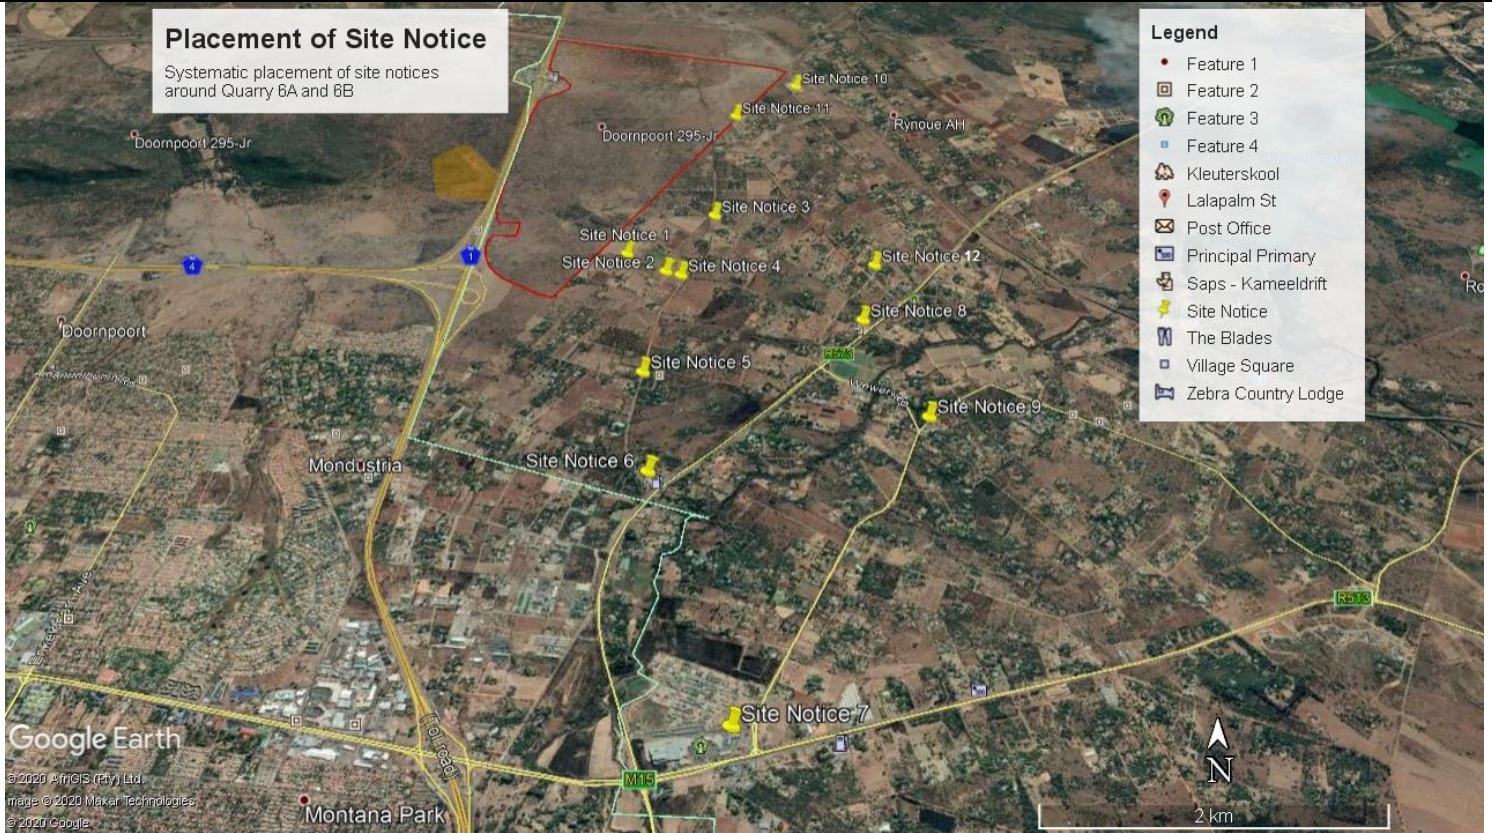 Placement of Site Notice
Systematic placement of site notices
around Quarry 6A and 6B
Legend
Feature 1
Feature 2
Feature 3
Feature 4
Kleuterskool
Lalapalm St
Post Office
Principal Primary
Saps - Kameeldrift
Site Notice
The Blades
Village Square
Zebra Country Lodge
Site Notice 10
Site Notice 11
Rynoue AH
Doornpoort 295-Jr
Doornpoort 295-Jr
Site Notice 3
Site Notice 1
Site Notice 2
Site Notice 4
Site Notice 12
N
1
N
4
Site Notice 8
Doornpoort
R573
Site Notice 5
Site Notice 9
Site Notice 6
Mondustria
R513
Site Notice 7
(Toll road)
M15
Montana Park
Google Earth
© 2020 AfriGIS (Pty) Ltd.
mage © 2020 Maxar Technologies
© 2020 Google
N
2 km